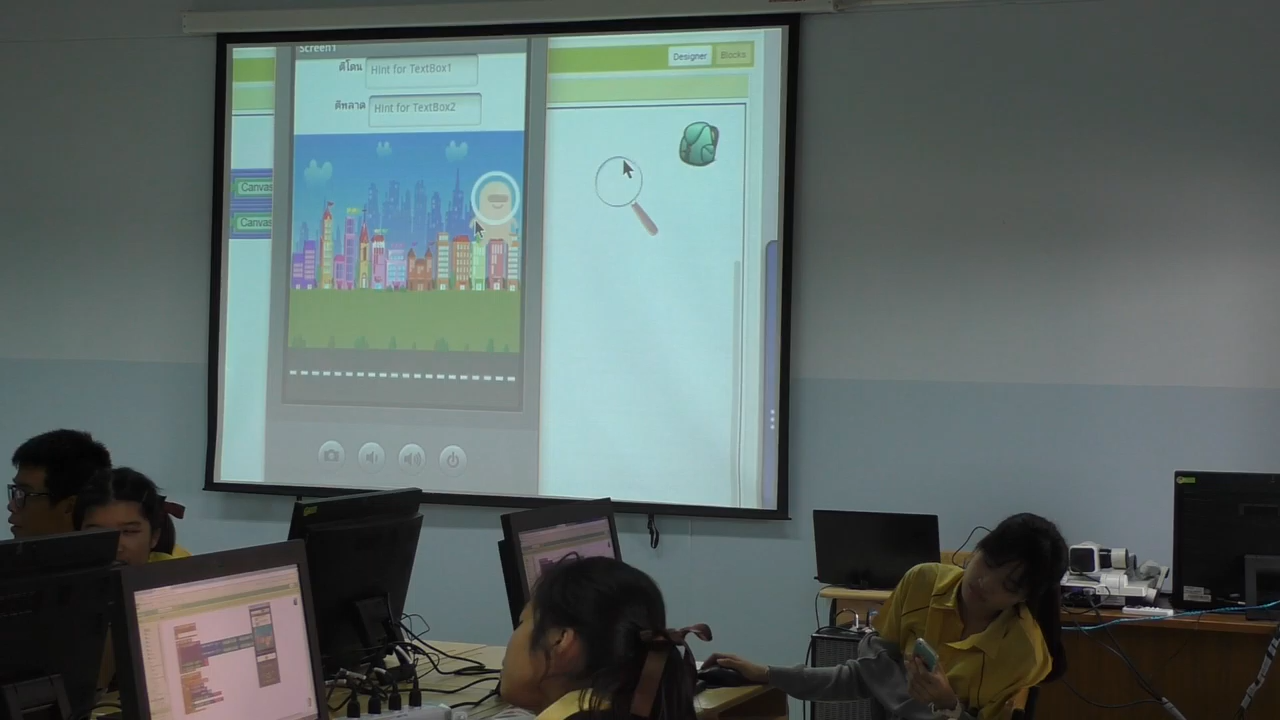 Screen1
Designer
Blocks
ตีโดน
Hint for TextBox1
ตีพลาด
Hint for TextBox2
Canvas
Canvas